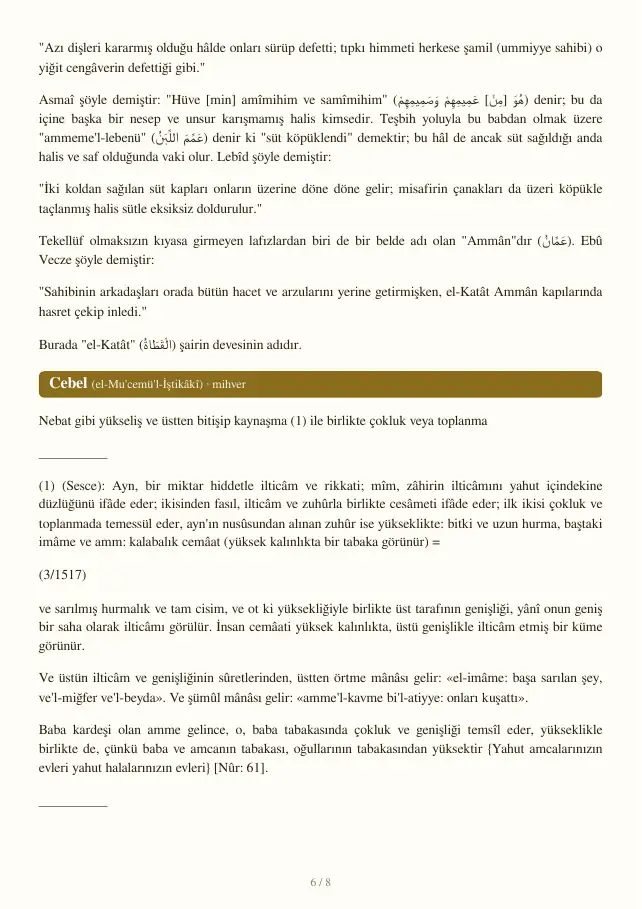 "Azı dişleri kararmış olduğu hâlde onları sürüp defetti; tıpkı himmeti herkese şamil (ummiyye sahibi) o
yiğit cengâverin defettiği gibi."
Asmaî şöyle demiştir: "Hüve [min] amîmihim ve samîmihim" (هُوَ [مِنْ] عَمِيمِهِمْ وَصَمِيمِهِمْ) denir; bu da
içine başka bir nesep ve unsur karışmamış halis kimsedir. Teşbih yoluyla bu babdan olmak üzere
"ammeme'l-lebenü" (عَمَّمَ اللَّبَنُ) denir ki "süt köpüklendi" demektir; bu hâl de ancak süt sağıldığı anda
halis ve saf olduğunda vaki olur. Lebîd şöyle demiştir:
"İki koldan sağılan süt kapları onların üzerine döne döne gelir; misafirin çanakları da üzeri köpükle
taçlanmış halis sütle eksiksiz doldurulur."
Tekellüf olmaksızın kıyasa girmeyen lafızlardan biri de bir belde adı olan "Ammân"dır (عَمَّانُ). Ebû
Vecze şöyle demiştir:
"Sahibinin arkadaşları orada bütün hacet ve arzularını yerine getirmişken, el-Katât Ammân kapılarında
hasret çekip inledi."
Burada "el-Katât" (الْقَطَاةُ) şairin devesinin adıdır.
Cebel (el-Mu'cemü'l-İştikâkî) · mihver
Nebat gibi yükseliş ve üstten bitişip kaynaşma (1) ile birlikte çokluk veya toplanma
(1) (Sesce): Ayn, bir miktar hiddetle ilticâm ve rikkati; mîm, zâhirin ilticâmını yahut içindekine
düzlüğünü ifâde eder; ikisinden fasıl, ilticâm ve zuhûrla birlikte cesâmeti ifâde eder; ilk ikisi çokluk ve
toplanmada temessül eder, ayn'ın nusûsundan alınan zuhûr ise yükseklikte: bitki ve uzun hurma, baştaki
imâme ve amm: kalabalık cemâat (yüksek kalınlıkta bir tabaka görünür) =
(3/1517)
ve sarılmış hurmalık ve tam cisim, ve ot ki yüksekliğiyle birlikte üst tarafının genişliği, yânî onun geniş
bir saha olarak ilticâmı görülür. İnsan cemâati yüksek kalınlıkta, üstü genişlikle ilticâm etmiş bir küme
görünür.
Ve üstün ilticâm ve genişliğinin sûretlerinden, üstten örtme mânâsı gelir: «el-imâme: başa sarılan şey,
ve'l-miğfer ve'l-beyda». Ve şümûl mânâsı gelir: «amme'l-kavme bi'l-atiyye: onları kuşattı».
Baba kardeşi olan amme gelince, o, baba tabakasında çokluk ve genişliği temsîl eder, yükseklikle
birlikte de, çünkü baba ve amcanın tabakası, oğullarının tabakasından yüksektir {Yahut amcalarınızın
evleri yahut halalarınızın evleri} [Nûr: 61].
6 / 8